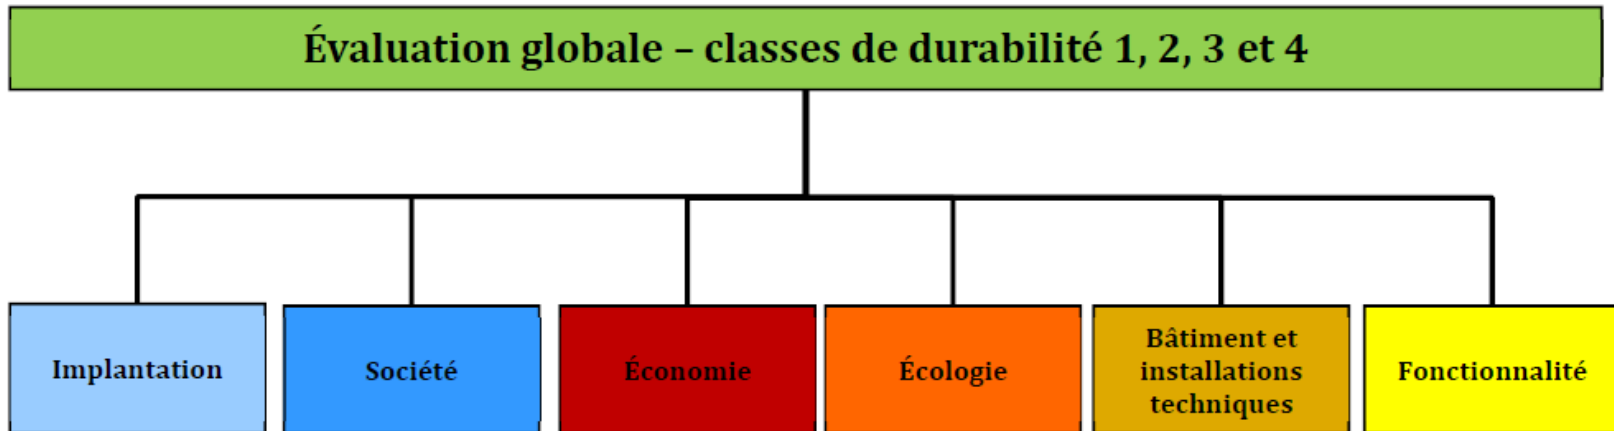 Évaluation globale – classes de durabilité 1, 2, 3 et 4
Implantation
Société
Économie
Écologie
Bâtiment et
installations
techniques
Fonctionnalité